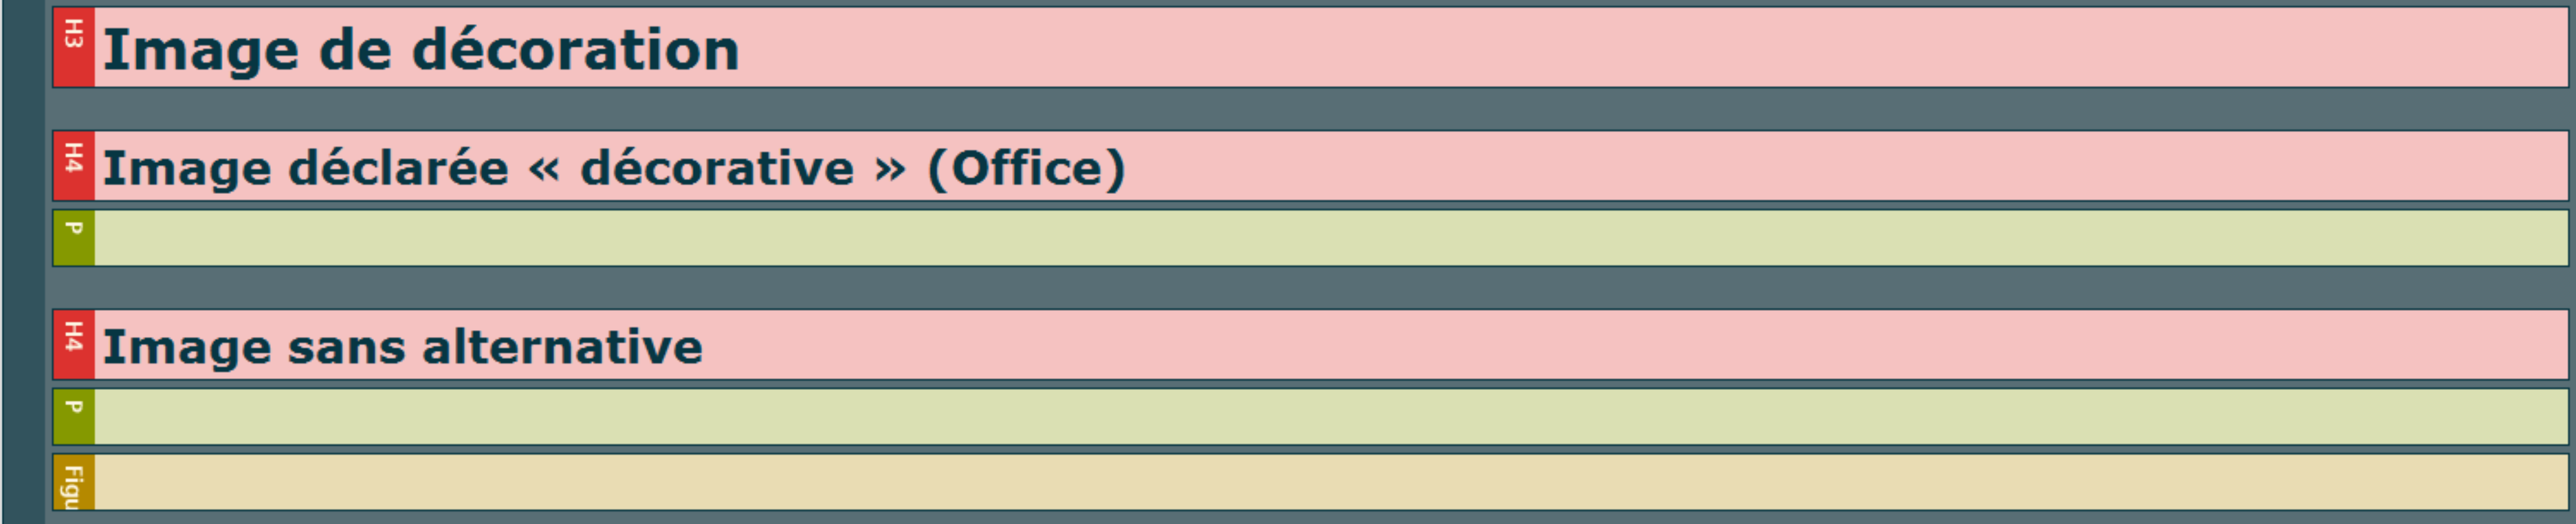 H3
Image de décoration
H4
Image déclarée « décorative » (Office)
P
H4
Image sans alternative
P
Figu